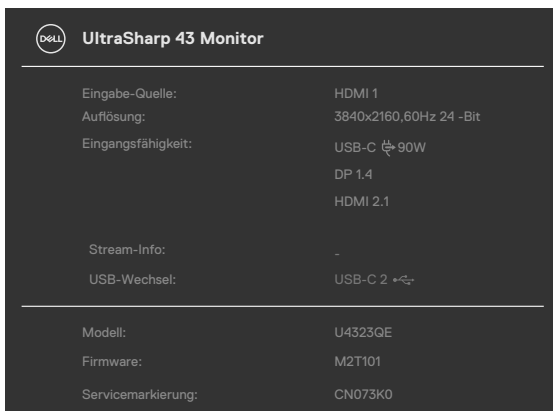 DELL
UltraSharp 43 Monitor
Eingabe-Quelle: HDMI 1
Auflösung: 3840x2160,60Hz 24 -Bit
Eingangsfähigkeit: USB-C 90W
DP 1.4
HDMI 2.1
Stream-Info: -
USB-Wechsel: USB-C 2
Modell: U4323QE
Firmware: M2T101
Servicemarkierung: CN073K0